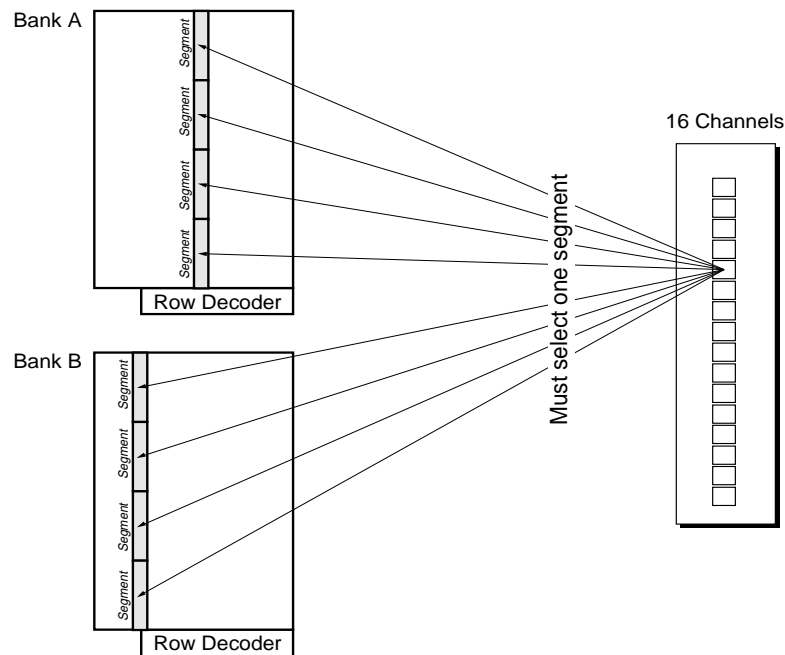 Bank A
Segment
Segment
Segment
Segment
Row Decoder
16 Channels
Must select one segment
Bank B
Segment
Segment
Segment
Segment
Row Decoder